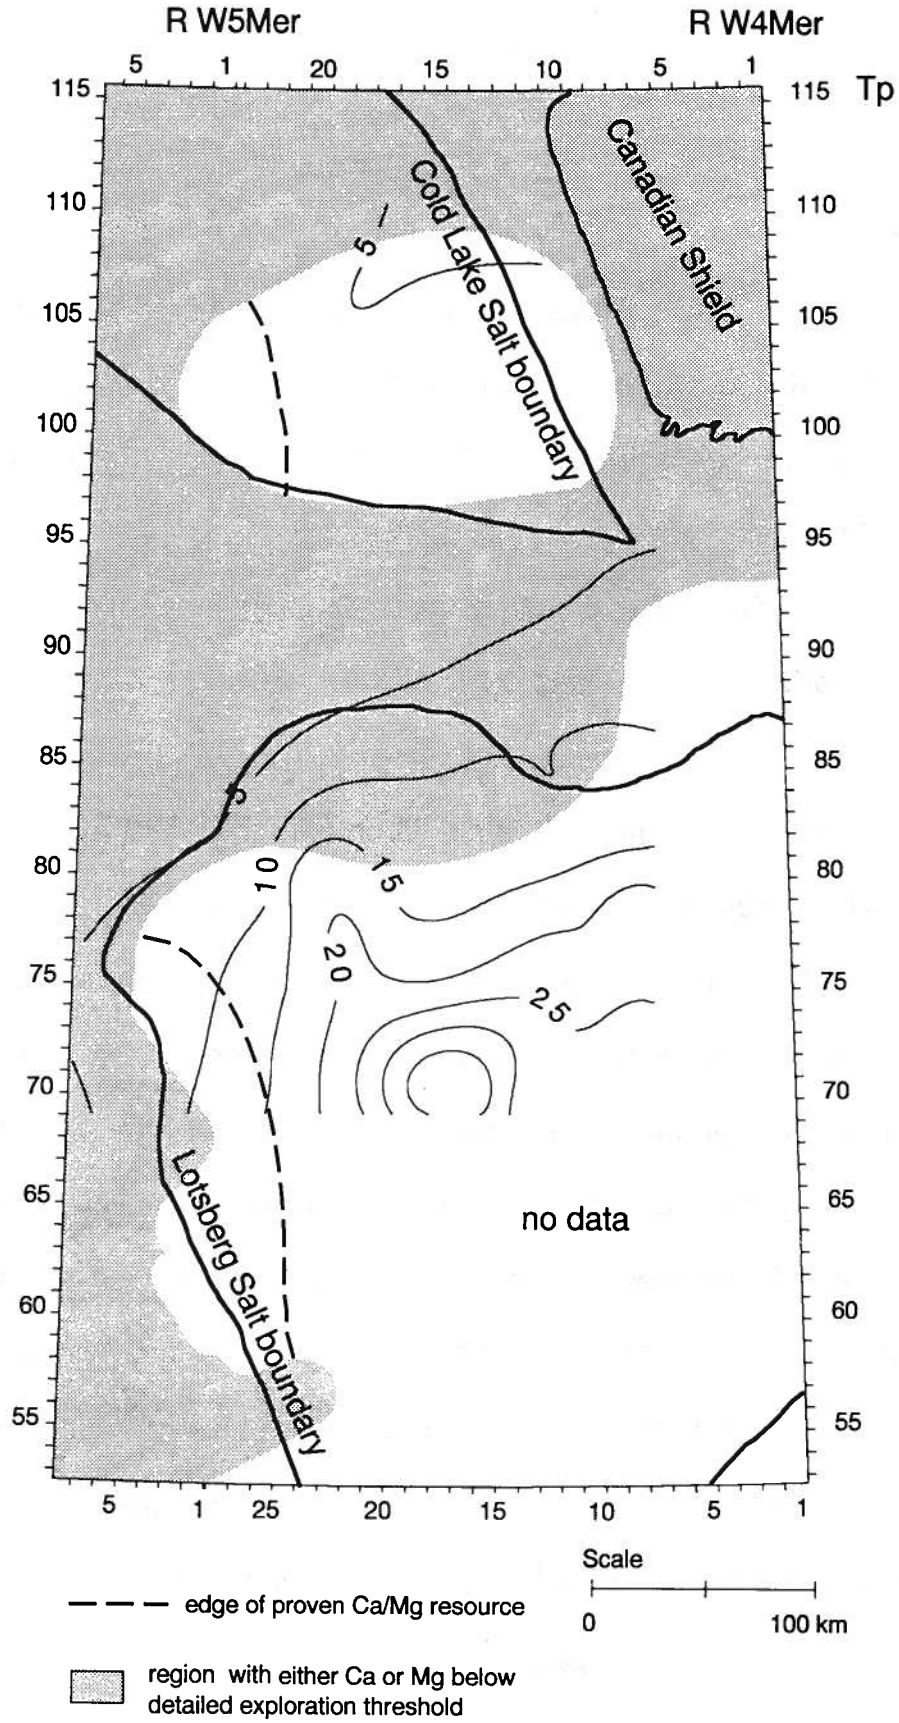 R W5Mer R W4Mer
5 1 20 15 10 5 1
115 115 Tp
Canadian Shield
Cold Lake Salt boundary
110 110
5
105 105
100 100
95 95
90 90
85 85
5
80 10 15 80
20
75 25 75
70 70
Lotsberg Salt boundary
65 65
no data
60 60
55 55
5 1 25 20 15 10 5 1
Scale
edge of proven Ca/Mg resource
0 100 km
region with either Ca or Mg below
detailed exploration threshold